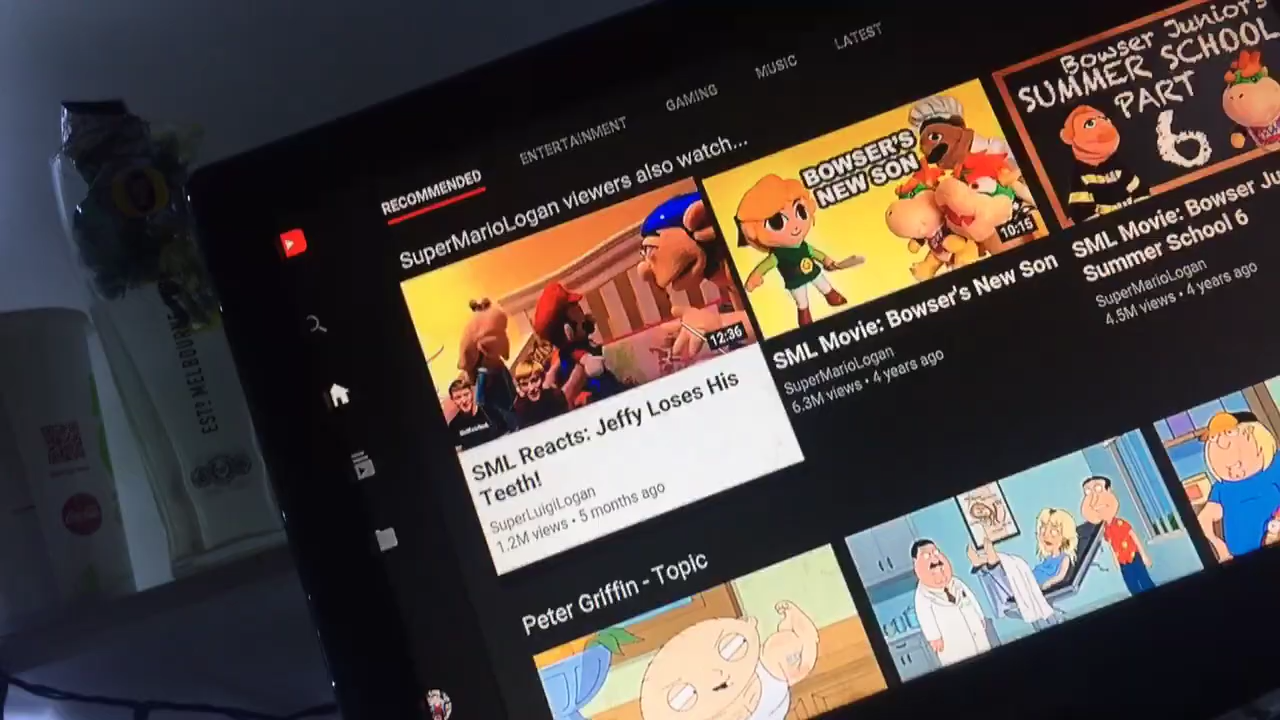 RECOMMENDED
ENTERTAINMENT
GAMING
MUSIC
LATEST
SuperMarioLogan viewers also watch...
12:36
SML Reacts: Jeffy Loses His
Teeth!
SuperLuigiLogan
1.2M views • 5 months ago
BOWSER'S
NEW SON
10:15
SML Movie: Bowser's New Son
SuperMarioLogan
6.3M views • 4 years ago
Bowser Junior's
SUMMER SCHOOL
PART
6
SML Movie: Bowser Ju
Summer School 6
SuperMarioLogan
4.5M views • 4 years ago
Peter Griffin - Topic
ESTD MELBOURNE